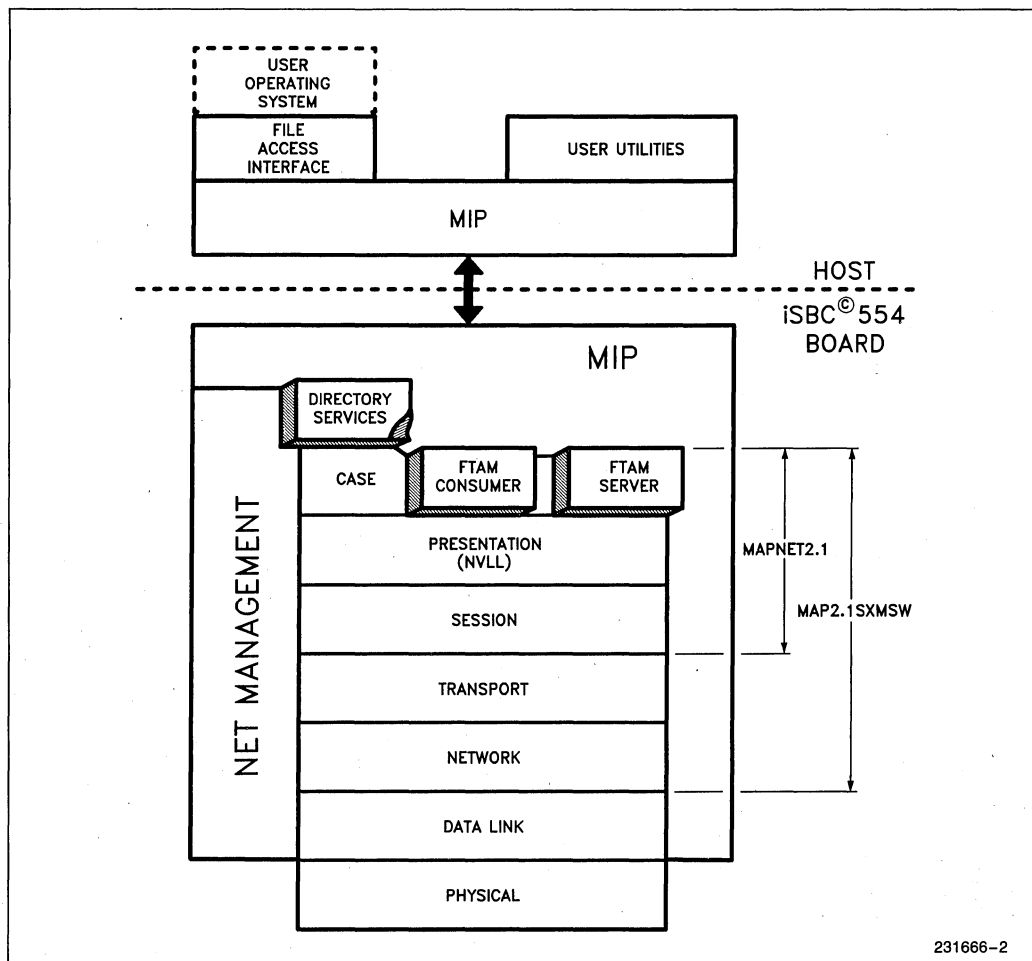 USER
OPERATING
SYSTEM
FILE
ACCESS
INTERFACE
USER UTILITIES
MIP
HOST
iSBC© 554
BOARD
MIP
DIRECTORY
SERVICES
CASE
FTAM
CONSUMER
FTAM
SERVER
NET MANAGEMENT
PRESENTATION
(NVLL)
MAPNET2.1
SESSION
MAP2.1SXMSW
TRANSPORT
NETWORK
DATA LINK
PHYSICAL
231666-2